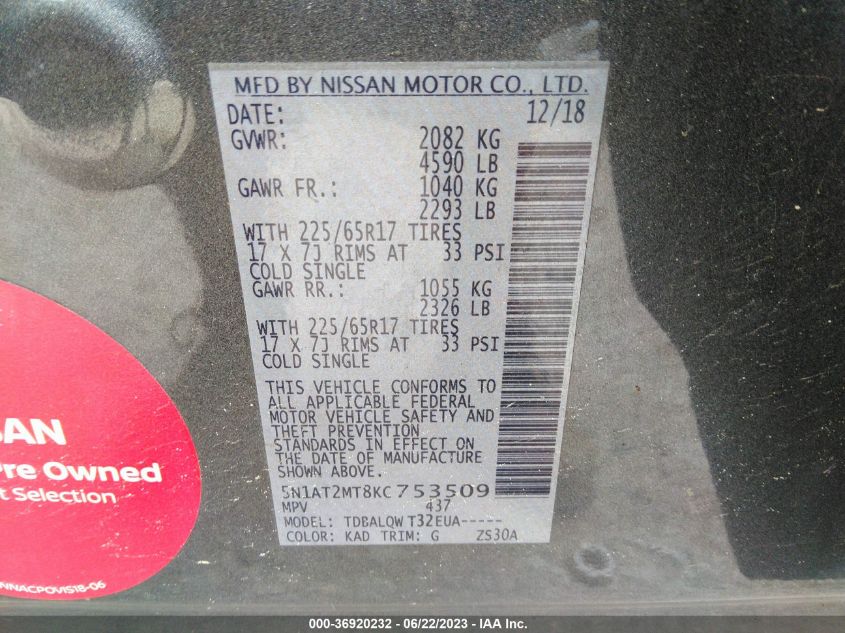 MFD BY NISSAN MOTOR CO., LTD.
DATE: 12/18
GVWR: 2082 KG
4590 LB
GAWR FR.: 1040 KG
2293 LB
WITH 225/65R17 TIRES
17 X 7J RIMS AT 33 PSI
COLD SINGLE
GAWR RR.: 1055 KG
2326 LB
WITH 225/65R17 TIRES
17 X 7J RIMS AT 33 PSI
COLD SINGLE
THIS VEHICLE CONFORMS TO
ALL APPLICABLE FEDERAL
MOTOR VEHICLE SAFETY AND
THEFT PREVENTION
STANDARDS IN EFFECT ON
THE DATE OF MANUFACTURE
SHOWN ABOVE.
5N1AT2MT8KC753509
MPV 437
MODEL: TDBALQW T32EUA-----
COLOR: KAD TRIM: G ZS30A
SAN
Pre Owned
t Selection
NNACPOVIS18-06
000-36920232 - 06/22/2023 - IAA Inc.